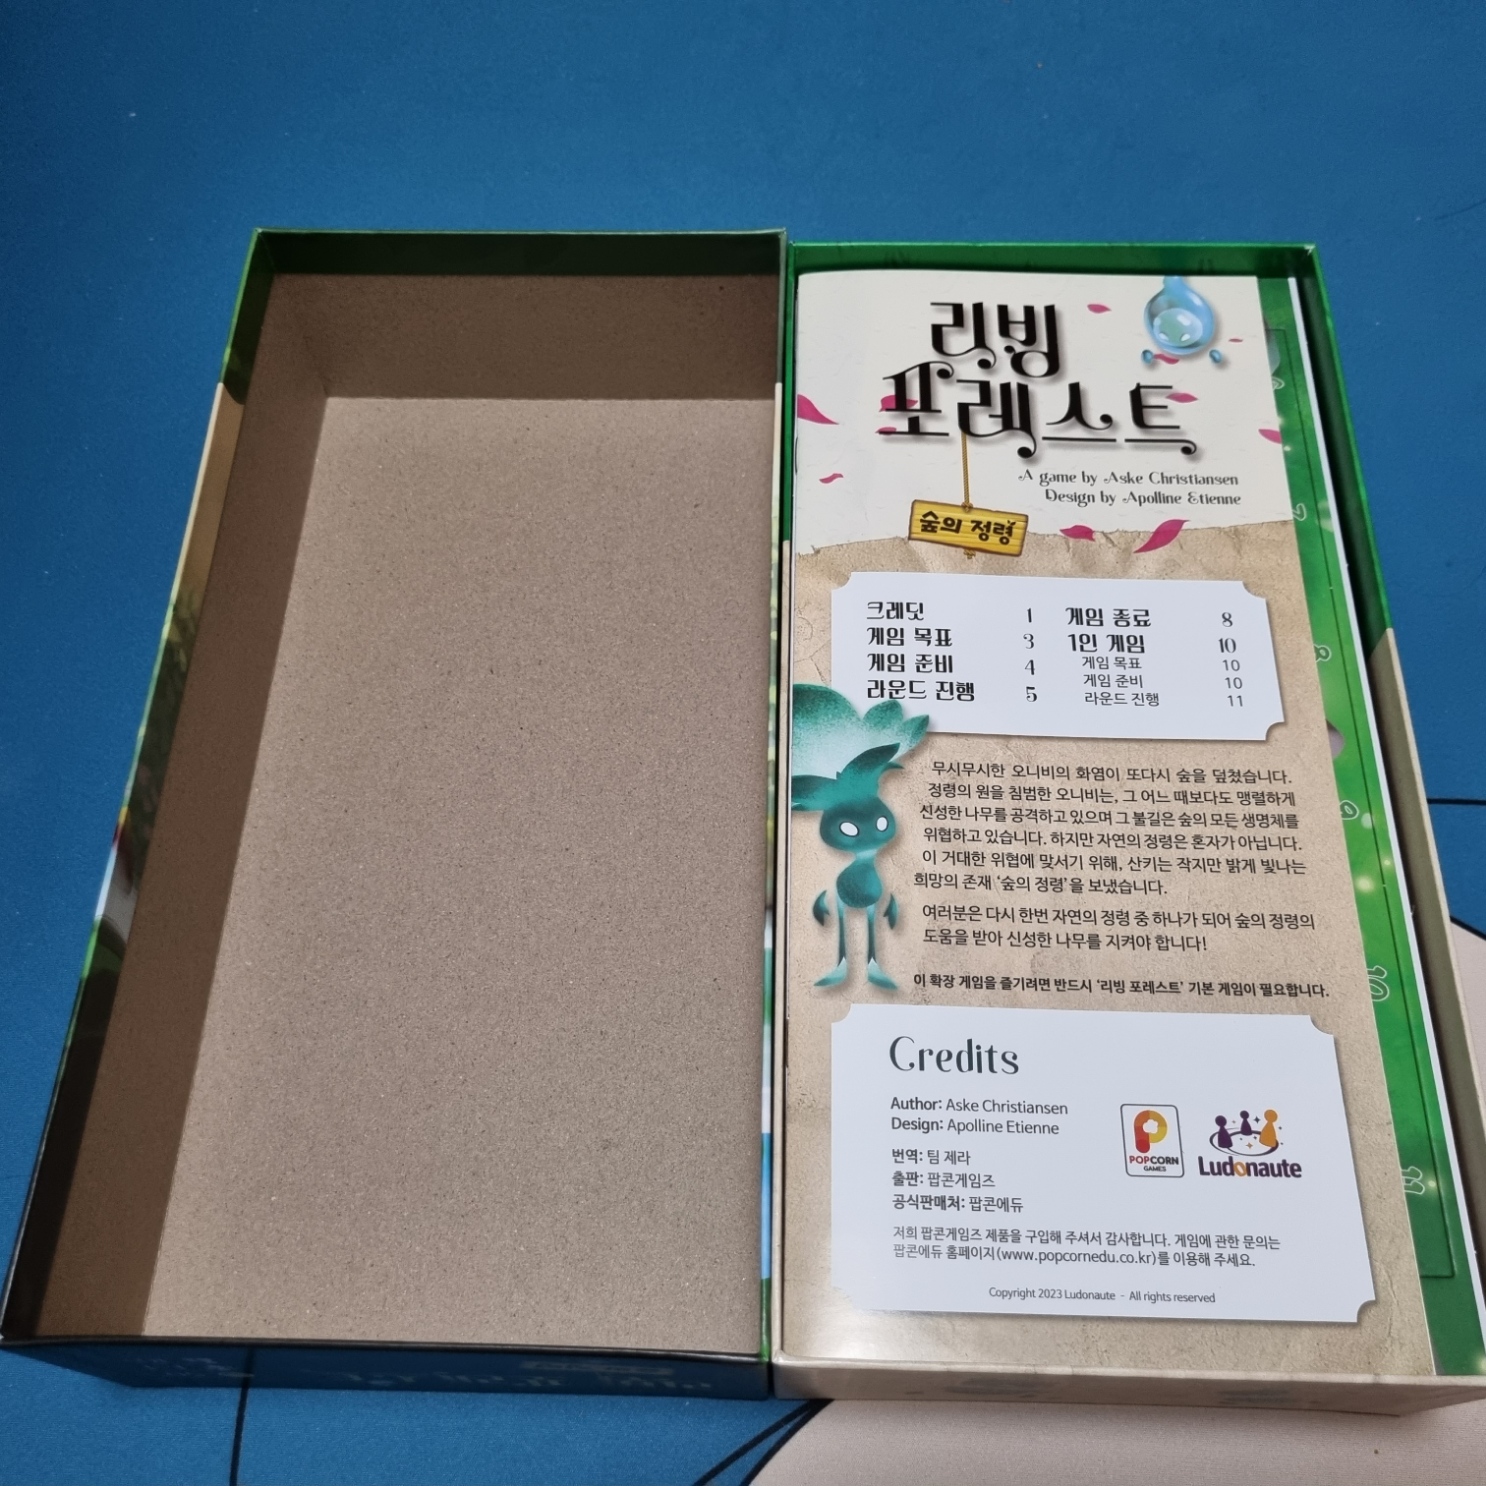 리빙
포레스트
A game by Aske Christiansen
Design by Apolline Etienne
숲의 정령
크레딧 1
게임 목표 3
게임 준비 4
라운드 진행 5
게임 종료 8
1인 게임 10
게임 목표 10
게임 준비 10
라운드 진행 11
무시무시한 오니비의 화염이 또다시 숲을 덮쳤습니다.
정령의 원을 침범한 오니비는, 그 어느 때보다도 맹렬하게
신성한 나무를 공격하고 있으며 그 불길은 숲의 모든 생명체를
위협하고 있습니다. 하지만 자연의 정령은 혼자가 아닙니다.
이 거대한 위협에 맞서기 위해, 산키는 작지만 밝게 빛나는
희망의 존재 ‘숲의 정령’을 보냈습니다.
여러분은 다시 한번 자연의 정령 중 하나가 되어 숲의 정령의
도움을 받아 신성한 나무를 지켜야 합니다!
이 확장 게임을 즐기려면 반드시 ‘리빙 포레스트’ 기본 게임이 필요합니다.
Credits
Author: Aske Christiansen
Design: Apolline Etienne
번역: 팀 제라
출판: 팝콘게임즈
공식판매처: 팝콘에듀
POPCORN
GAMES
Ludonaute
저희 팝콘게임즈 제품을 구입해 주셔서 감사합니다. 게임에 관한 문의는
팝콘에듀 홈페이지(www.popcornedu.co.kr)를 이용해 주세요.
Copyright 2023 Ludonaute - All rights reserved